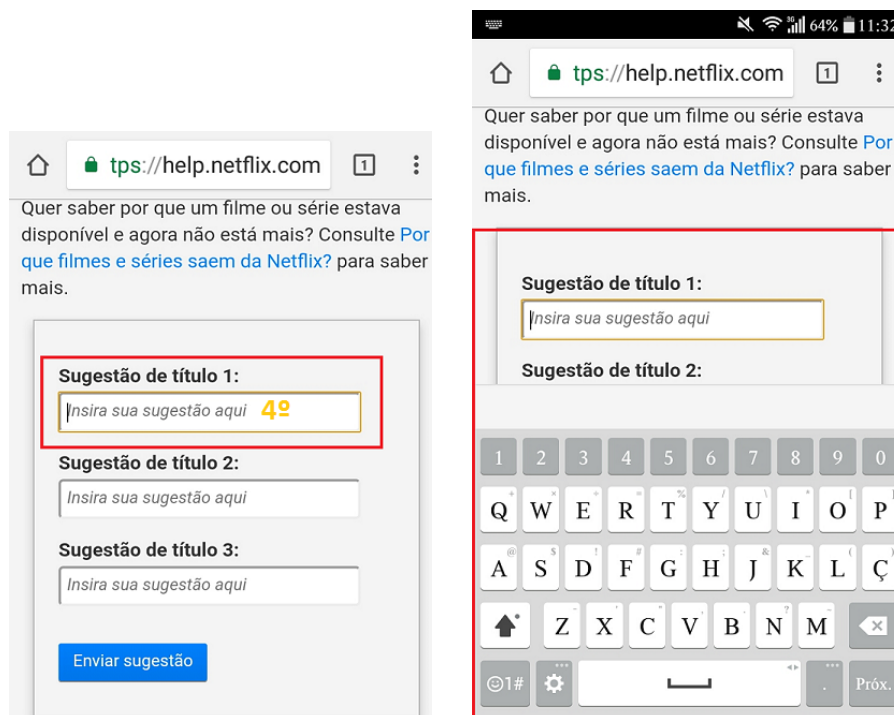 tps://help.netflix.com 1
Quer saber por que um filme ou série estava
disponível e agora não está mais? Consulte Por
que filmes e séries saem da Netflix? para saber
mais.
Sugestão de título 1:
Insira sua sugestão aqui 4º
Sugestão de título 2:
Insira sua sugestão aqui
Sugestão de título 3:
Insira sua sugestão aqui
Enviar sugestão
3G 64% 11:32
tps://help.netflix.com 1
Quer saber por que um filme ou série estava
disponível e agora não está mais? Consulte Por
que filmes e séries saem da Netflix? para saber
mais.
Sugestão de título 1:
Insira sua sugestão aqui
Sugestão de título 2:
1 2 3 4 5 6 7 8 9 0
Q W E R T Y U I O P
A S D F G H J K L Ç
Z X C V B N M
1# . Próx.